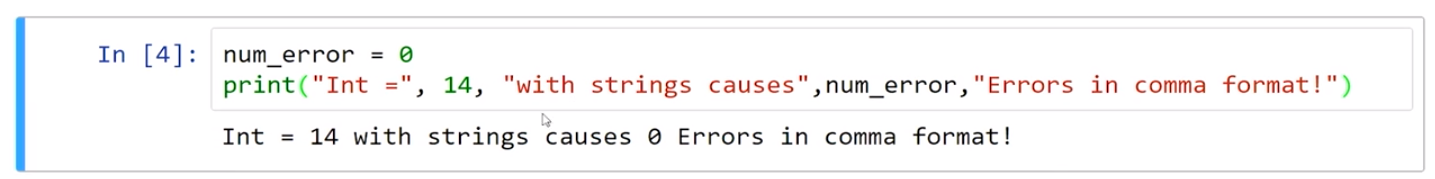 In [4]: num_error = 0
print("Int =", 14, "with strings causes",num_error,"Errors in comma format!")
Int = 14 with strings causes 0 Errors in comma format!